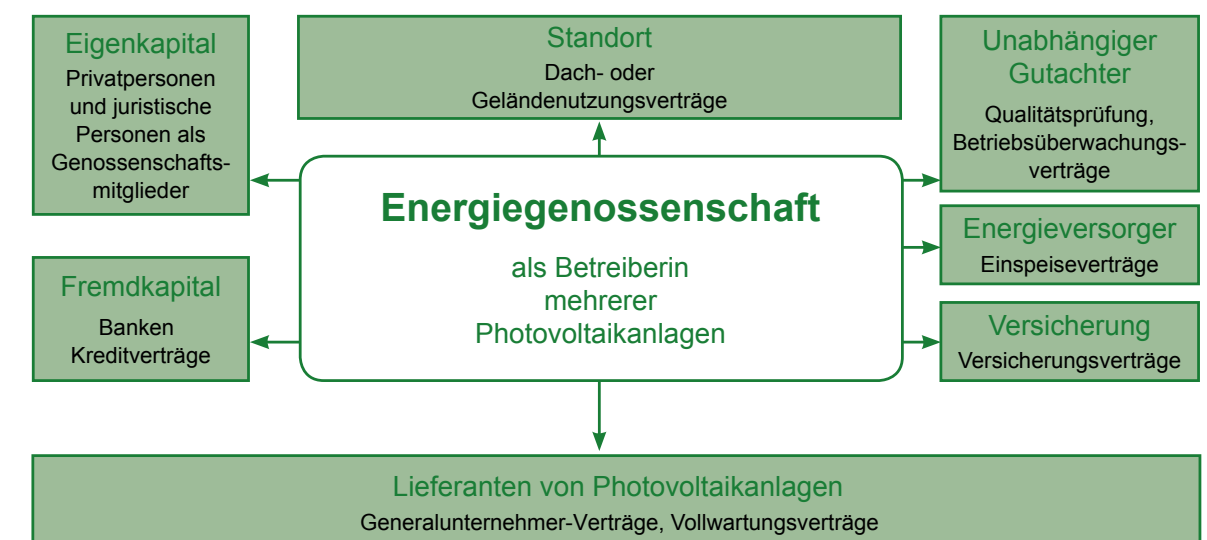 Eigenkapital
Privatpersonen
und juristische
Personen als
Genossenschafts-
mitglieder
Standort
Dach- oder
Geländenutzungsverträge
Unabhängiger
Gutachter
Qualitätsprüfung,
Betriebsüberwachungs-
verträge
Energiegenossenschaft
als Betreiberin
mehrerer
Photovoltaikanlagen
Energieversorger
Einspeiseverträge
Fremdkapital
Banken
Kreditverträge
Versicherung
Versicherungsverträge
Lieferanten von Photovoltaikanlagen
Generalunternehmer-Verträge, Vollwartungsverträge